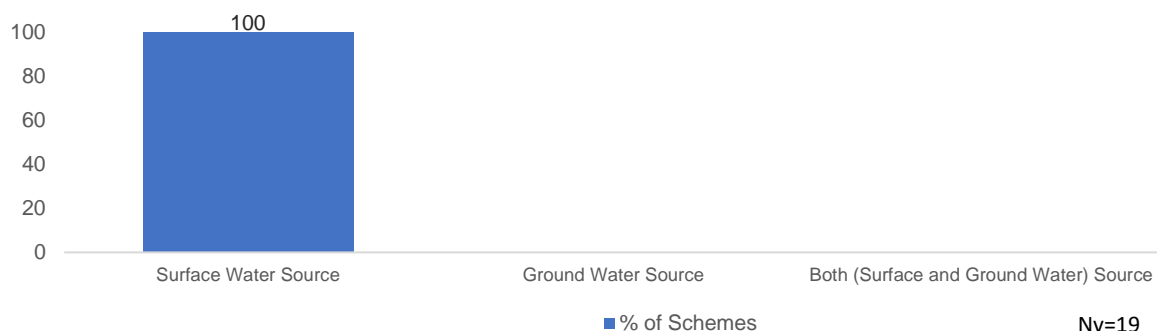 100
100
80
60
40
20
0
Surface Water Source
Ground Water Source
Both (Surface and Ground Water) Source
% of Schemes
Nv=19